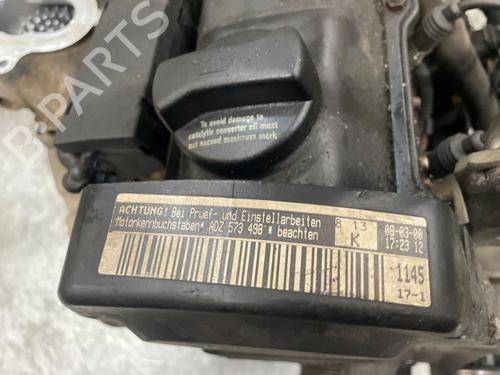 B-PARTS
To avoid damage to
catalytic converter oil must
not exceed maximum mark
ACHTUNG! Bei Pruef- und Einstellarbeiten
Motorkennbuchstaben* ADZ 573 498 * beachten
8 13
K
08-03-00
17:23 12
1145
17-1